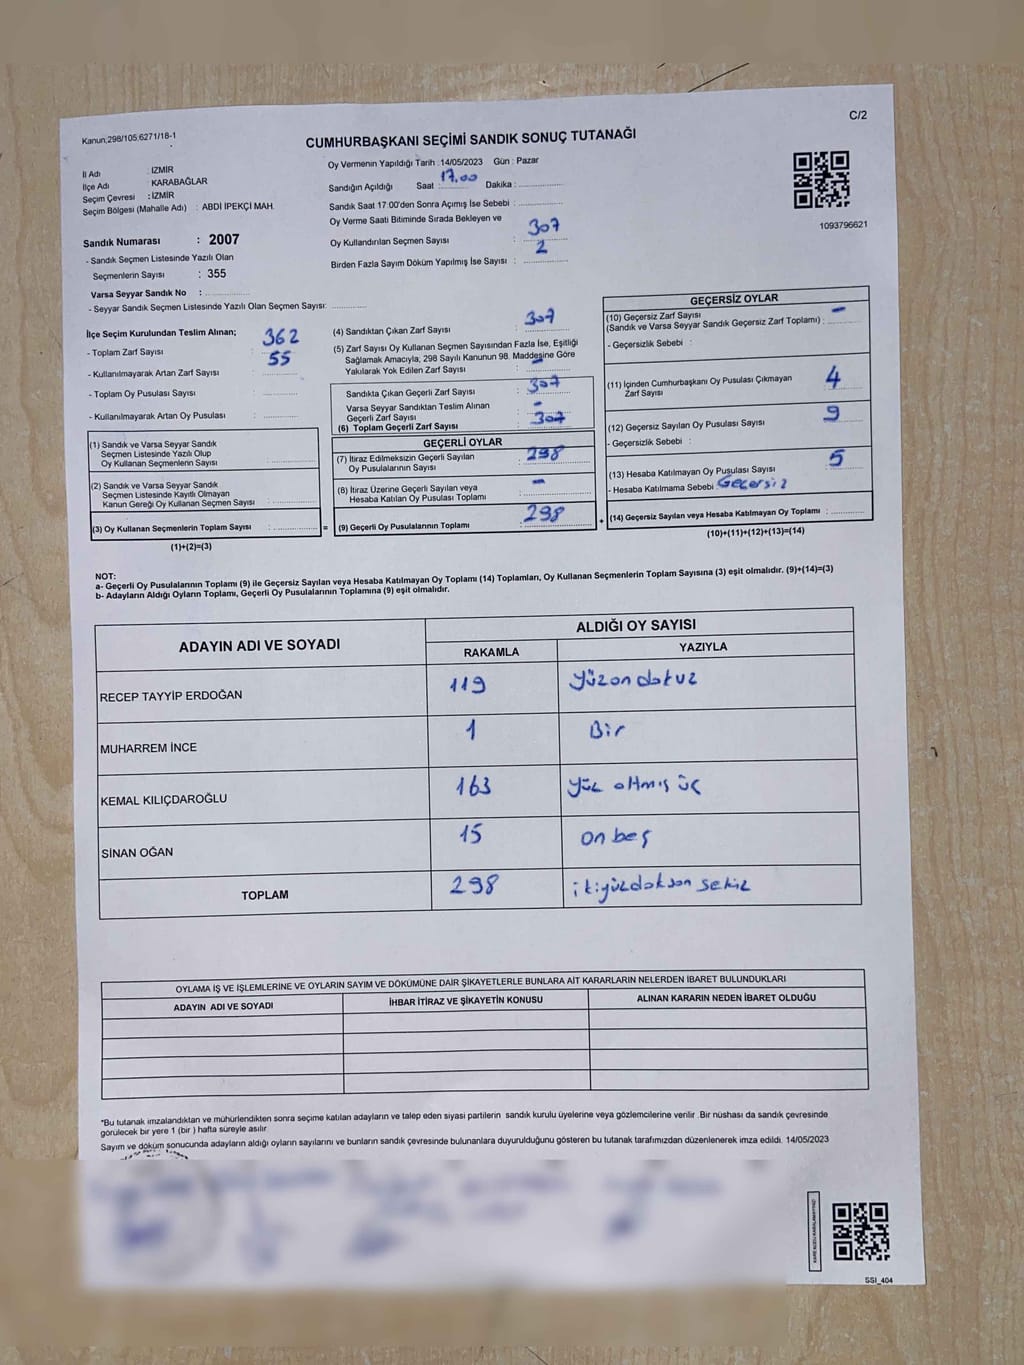 C/2
Kanun:298/105;6271/18-1
CUMHURBAŞKANI SEÇİMİ SANDIK SONUÇ TUTANAĞI
İl Adı : İZMİR
İlçe Adı : KARABAĞLAR
Seçim Çevresi : İZMİR
Seçim Bölgesi (Mahalle Adı) : ABDİ İPEKÇİ MAH.
Sandık Numarası : 2007
- Sandık Seçmen Listesinde Yazılı Olan
Seçmenlerin Sayısı : 355
Varsa Seyyar Sandık No :
- Seyyar Sandık Seçmen Listesinde Yazılı Olan Seçmen Sayısı:
Oy Vermenin Yapıldığı Tarih :14/05/2023 Gün : Pazar
Sandığın Açıldığı Saat : 17.00 Dakika :
Sandık Saat 17:00'den Sonra Açımış İse Sebebi :
Oy Verme Saati Bitiminde Sırada Bekleyen ve
Oy Kullandırılan Seçmen Sayısı : 307
Birden Fazla Sayım Döküm Yapılmış İse Sayısı : 2
1093796621
İlçe Seçim Kurulundan Teslim Alınan;
- Toplam Zarf Sayısı 362
- Kullanılmayarak Artan Zarf Sayısı : 55
- Toplam Oy Pusulası Sayısı :
- Kullanılmayarak Artan Oy Pusulası :
(1) Sandık ve Varsa Seyyar Sandık
Seçmen Listesinde Yazılı Olup
Oy Kullanan Seçmenlerin Sayısı :
(2) Sandık ve Varsa Seyyar Sandık
Seçmen Listesinde Kayıtlı Olmayan
Kanun Gereği Oy Kullanan Seçmen Sayısı :
(3) Oy Kullanan Seçmenlerin Toplam Sayısı : =
(1)+(2)=(3)
(4) Sandıktan Çıkan Zarf Sayısı : 307
(5) Zarf Sayısı Oy Kullanan Seçmen Sayısından Fazla İse, Eşitliği
Sağlamak Amacıyla; 298 Sayılı Kanunun 98. Maddesine Göre
Yakılarak Yok Edilen Zarf Sayısı : -
Sandıkta Çıkan Geçerli Zarf Sayısı : 307
Varsa Seyyar Sandıktan Teslim Alınan
Geçerli Zarf Sayısı : -
(6) Toplam Geçerli Zarf Sayısı : 307
GEÇERLİ OYLAR
(7) İtiraz Edilmeksizin Geçerli Sayılan
Oy Pusulalarının Sayısı : 298
(8) İtiraz Üzerine Geçerli Sayılan veya
Hesaba Katılan Oy Pusulası Toplamı : -
(9) Geçerli Oy Pusulalarının Toplamı : 298 +
GEÇERSİZ OYLAR
(10) Geçersiz Zarf Sayısı
(Sandık ve Varsa Seyyar Sandık Geçersiz Zarf Toplamı) : -
- Geçersizlik Sebebi :
(11) İçinden Cumhurbaşkanı Oy Pusulası Çıkmayan
Zarf Sayısı : 4
(12) Geçersiz Sayılan Oy Pusulası Sayısı : 9
- Geçersizlik Sebebi :
(13) Hesaba Katılmayan Oy Pusulası Sayısı : 5
- Hesaba Katılmama Sebebi : Geçersiz
(14) Geçersiz Sayılan veya Hesaba Katılmayan Oy Toplamı :
(10)+(11)+(12)+(13)=(14)
NOT:
a- Geçerli Oy Pusulalarının Toplamı (9) ile Geçersiz Sayılan veya Hesaba Katılmayan Oy Toplamı (14) Toplamları, Oy Kullanan Seçmenlerin Toplam Sayısına (3) eşit olmalıdır. (9)+(14)=(3)
b- Adayların Aldığı Oyların Toplamı, Geçerli Oy Pusulalarının Toplamına (9) eşit olmalıdır.
ADAYIN ADI VE SOYADI
ALDIĞI OY SAYISI
RAKAMLA YAZIYLA
RECEP TAYYİP ERDOĞAN 119 yüzondokuz
MUHARREM İNCE 1 Bir
KEMAL KILIÇDAROĞLU 163 yüz altmış üç
SİNAN OĞAN 15 on beş
TOPLAM 298 ikiyüzdoksan sekiz
OYLAMA İŞ VE İŞLEMLERİNE VE OYLARIN SAYIM VE DÖKÜMÜNE DAİR ŞİKAYETLERLE BUNLARA AİT KARARLARIN NELERDEN İBARET BULUNDUKLARI
ADAYIN ADI VE SOYADI İHBAR İTİRAZ VE ŞİKAYETİN KONUSU ALINAN KARARIN NEDEN İBARET OLDUĞU
*Bu tutanak imzalandıktan ve mühürlendikten sonra seçime katılan adayların ve talep eden siyasi partilerin sandık kurulu üyelerine veya gözlemcilerine verilir .Bir nüshası da sandık çevresinde
görülecek bir yere 1 (bir ) hafta süreyle asılır.
Sayım ve döküm sonucunda adayların aldığı oyların sayılarını ve bunların sandık çevresinde bulunanlara duyurulduğunu gösteren bu tutanak tarafımızdan düzenlenerek imza edildi. 14/05/2023
SSI_404